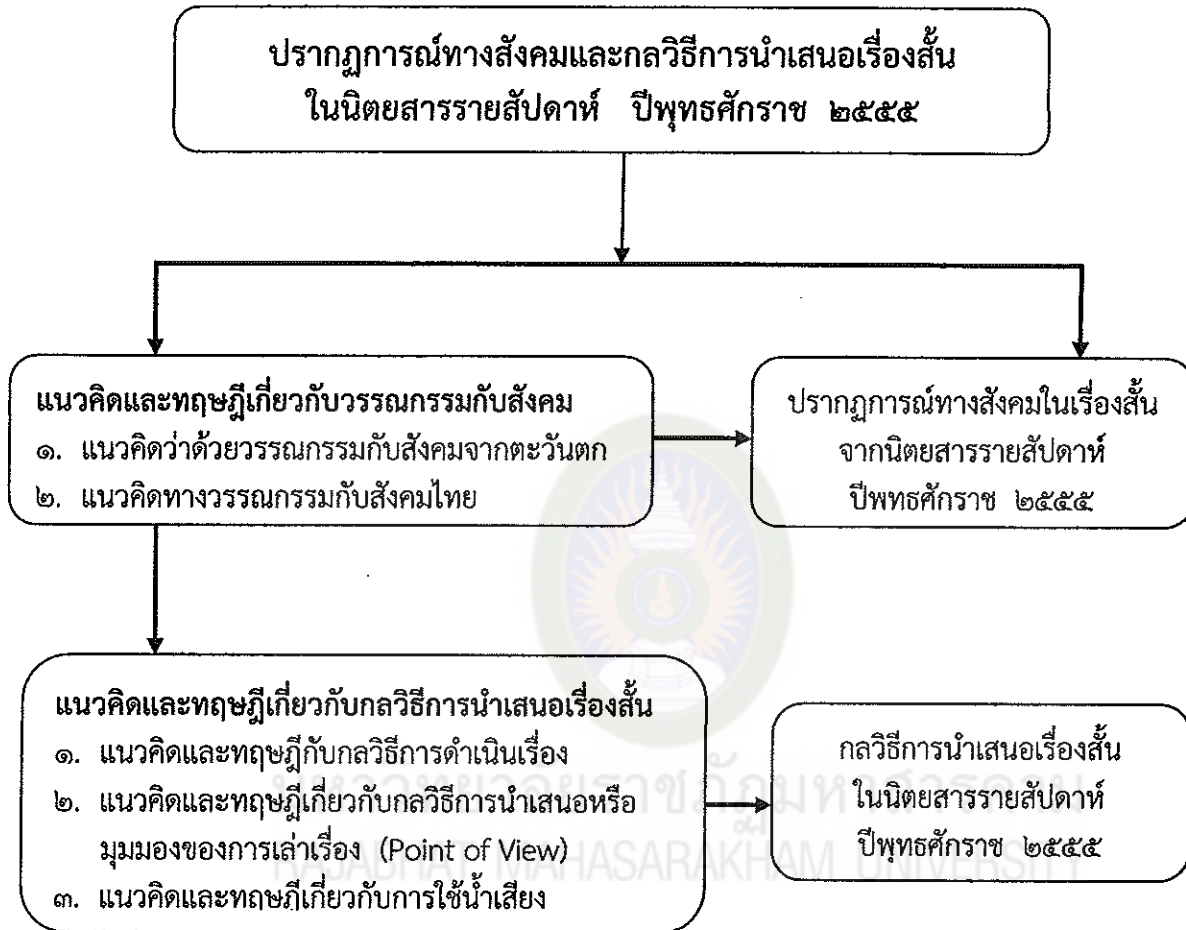 ปรากฏการณ์ทางสังคมและกลวิธีการนำเสนอเรื่องสั้น
ในนิตยสารรายสัปดาห์ ปีพุทธศักราช ๒๕๕๕
แนวคิดและทฤษฎีเกี่ยวกับวรรณกรรมกับสังคม
๑. แนวคิดว่าด้วยวรรณกรรมกับสังคมจากตะวันตก
๒. แนวคิดทางวรรณกรรมกับสังคมไทย
ปรากฏการณ์ทางสังคมในเรื่องสั้น
จากนิตยสารรายสัปดาห์
ปีพทธศักราช ๒๕๕๕
แนวคิดและทฤษฎีเกี่ยวกับกลวิธีการนำเสนอเรื่องสั้น
๑. แนวคิดและทฤษฎีกับกลวิธีการดำเนินเรื่อง
๒. แนวคิดและทฤษฎีเกี่ยวกับกลวิธีการนำเสนอหรือ
มุมมองของการเล่าเรื่อง (Point of View)
๓. แนวคิดและทฤษฎีเกี่ยวกับการใช้น้ำเสียง
กลวิธีการนำเสนอเรื่องสั้น
ในนิตยสารรายสัปดาห์
ปีพุทธศักราช ๒๕๕๕
มหาวิทยาลัยราชภัฏมหาสารคาม
RAJABHAT MAHASARAKHAM UNIVERSITY